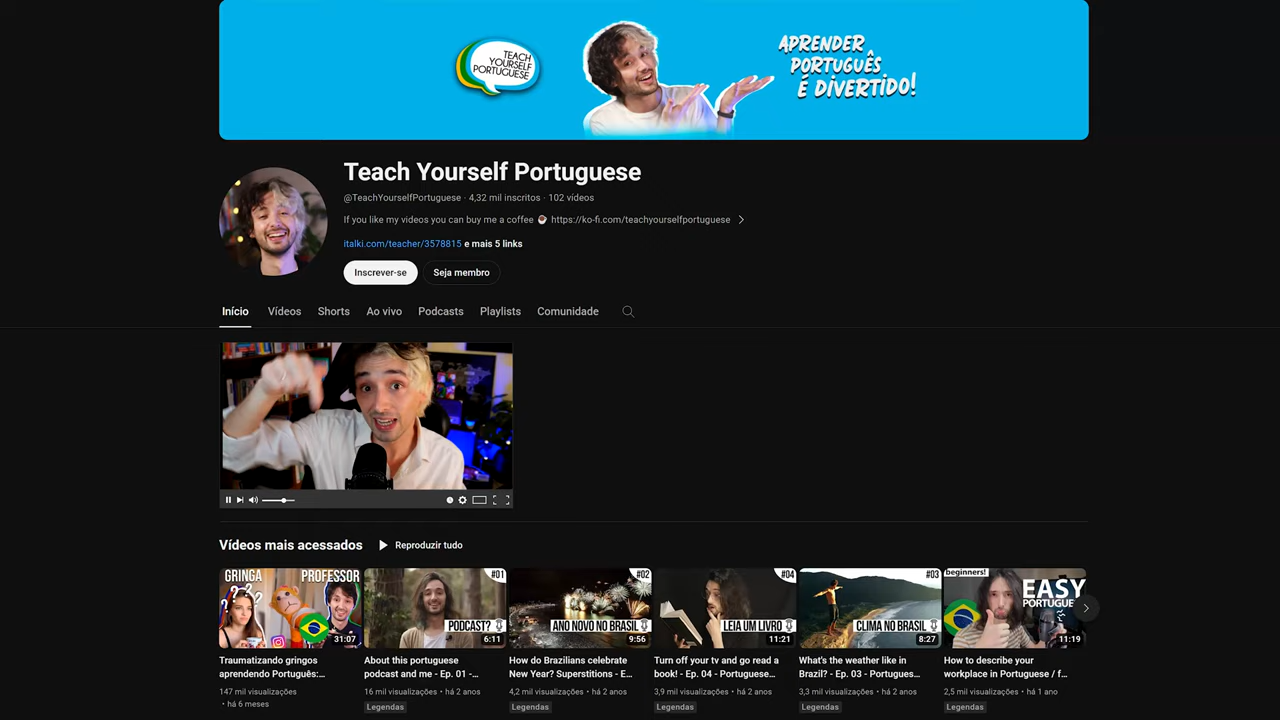 TEACH
YOURSELF
PORTUGUESE
APRENDER
PORTUGUÊS
É DIVERTIDO!
Teach Yourself Portuguese
@TeachYourselfPortuguese · 4,32 mil inscritos · 102 vídeos
If you like my videos you can buy me a coffee ☕ https://ko-fi.com/teachyourselfportuguese
italki.com/teacher/3578815 e mais 5 links
Inscrever-se Seja membro
Início Vídeos Shorts Ao vivo Podcasts Playlists Comunidade
Vídeos mais acessados Reproduzir tudo
GRINGA PROFESSOR
? ? ?
31:07
#01
PODCAST?
6:11
#02
ANO NOVO NO BRASIL
9:56
#04
LEIA UM LIVRO
11:21
#03
CLIMA NO BRASIL
8:27
beginners!
EASY
PORTUGUE
11:19
Traumatizando gringos
aprendendo Português:...
147 mil visualizações
• há 6 meses
About this portuguese
podcast and me - Ep. 01 -...
16 mil visualizações • há 2 anos
Legendas
How do Brazilians celebrate
New Year? Superstitions - E...
4,2 mil visualizações • há 2 anos
Legendas
Turn off your tv and go read a
book! - Ep. 04 - Portuguese...
3,9 mil visualizações • há 2 anos
Legendas
What's the weather like in
Brazil? - Ep. 03 - Portugues...
3,3 mil visualizações • há 2 anos
Legendas
How to describe your
workplace in Portuguese / f...
2,5 mil visualizações • há 1 ano
Legendas